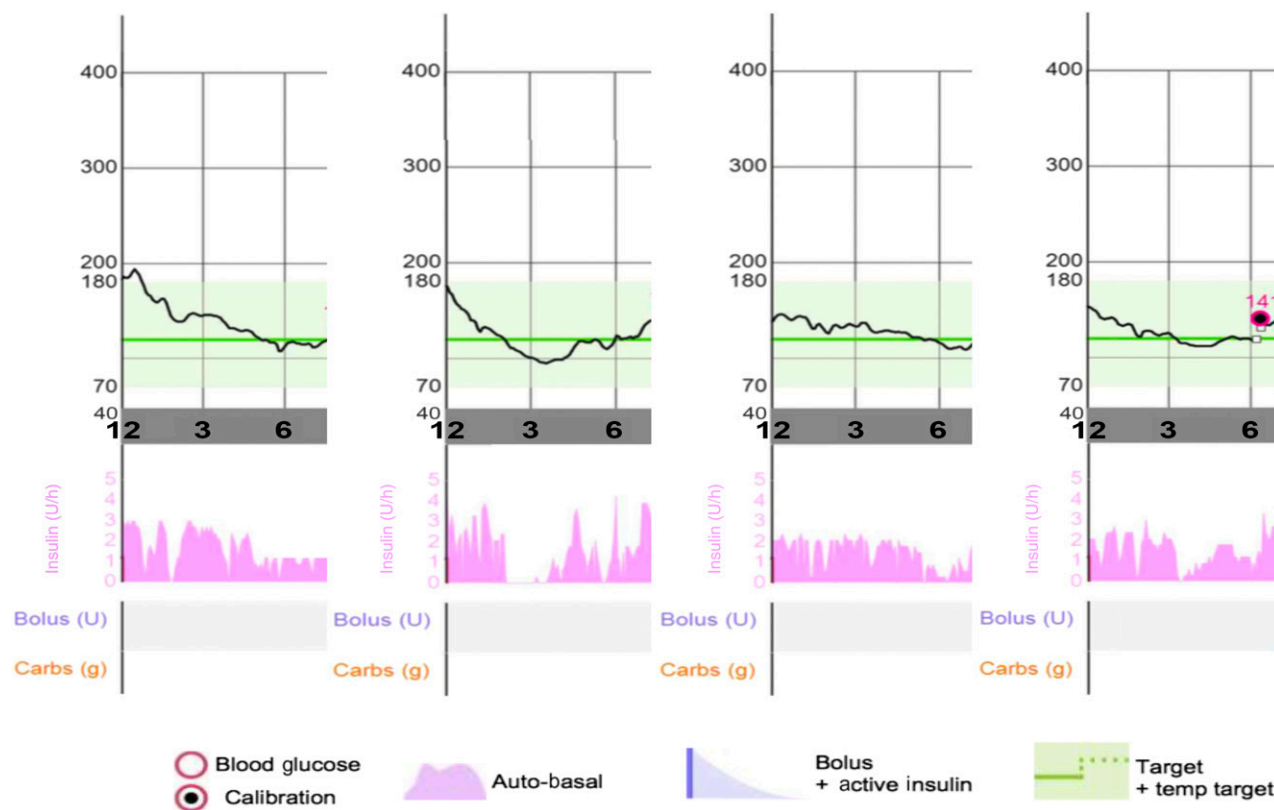 400 400 400 400
300 300 300 300
200 200 200 200
180 180 180 180
141
70 70 70 70
40 40 40 40
12 3 6 12 3 6 12 3 6 12 3 6
Insulin (U/h) Insulin (U/h) Insulin (U/h) Insulin (U/h)
5 5 5 5
4 4 4 4
3 3 3 3
2 2 2 2
1 1 1 1
0 0 0 0
Bolus (U) Bolus (U) Bolus (U) Bolus (U)
Carbs (g) Carbs (g) Carbs (g) Carbs (g)
Blood glucose
Calibration
Auto-basal
Bolus
+ active insulin
Target
+ temp target